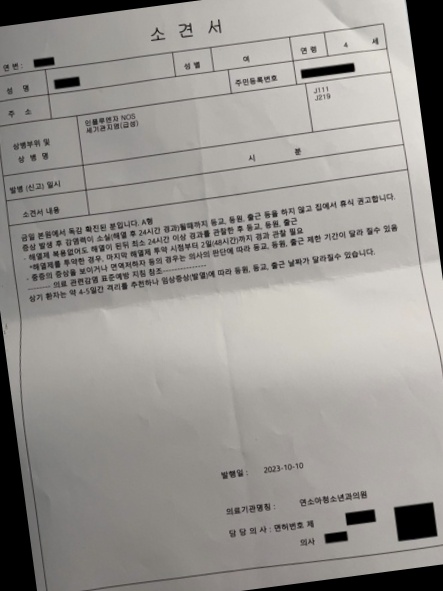 소 견 서
연 번 :
성 명
성 별
여
연 령
4 세
주민등록번호
주 소
상병부위 및
상 병 명
인플루엔자 NOS
세기관지염(급성)
J111
J219
발병 (신고) 일시
시 분
소견서 내용
금일 본원에서 독감 확진된 분입니다. A형
증상 발생 후 감염력이 소실(해열 후 24시간 경과)될때까지 등교, 등원, 출근 등을 하지 않고 집에서 휴식 권고합니다.
- 해열제 복용없어도 해열이 된뒤 최소 24시간 이상 경과를 관찰한 후 등교, 등원, 출근
*해열제를 투약한 경우, 마지막 해열제 투약 시점부터 2일(48시간)까지 경과 관찰 필요
- 중증의 증상을 보이거나 면역저하자 등의 경우는 의사의 판단에 따라 등교, 등원, 출근 제한 기간이 달라 질수 있음
-------- 의료 관련감염 표준예방 지침 참조----------------
상기 환자는 약 4-5일간 격리를 추천하나 임상증상(발열)에 따라 등원, 등교, 출근 날짜가 달라질수 있습니다.
발행일 : 2023-10-10
의료기관명칭 : 연소아청소년과의원
담 당 의 사 : 면허번호 제
의사